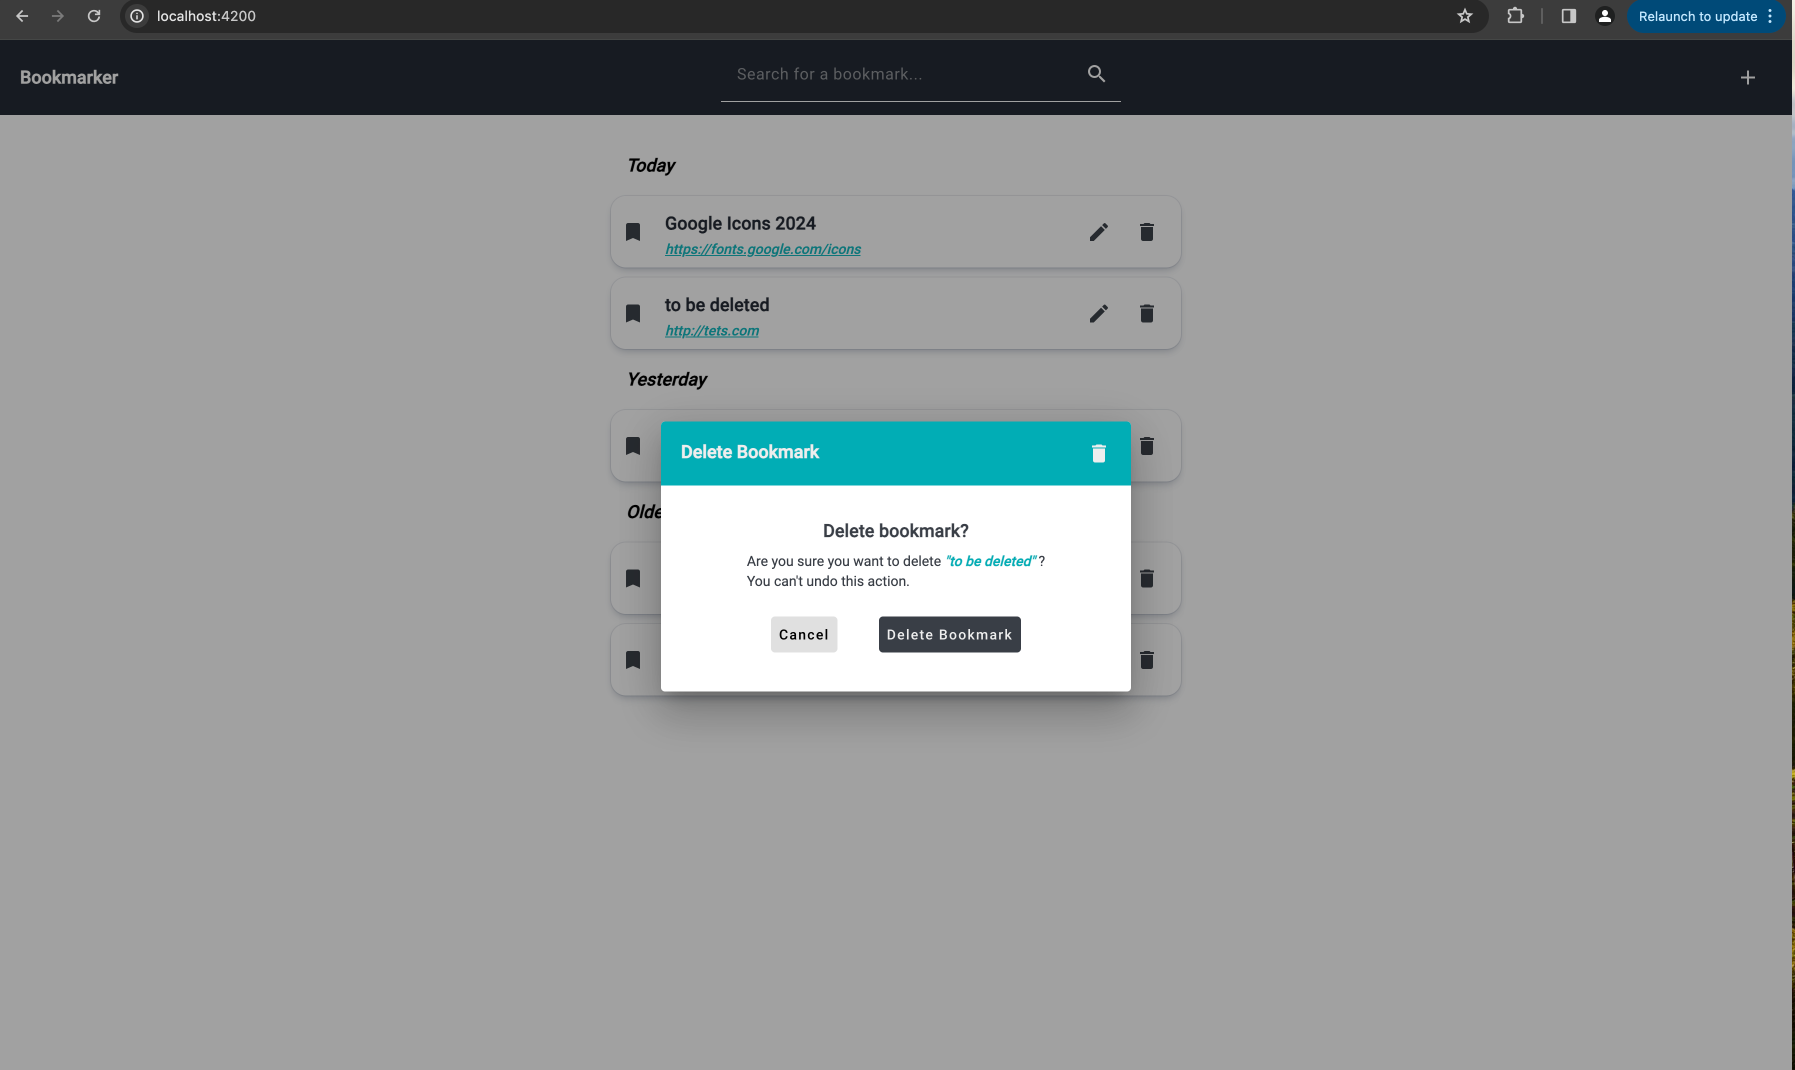 localhost:4200
Relaunch to update
Bookmarker
Search for a bookmark...
Today
Google Icons 2024
https://fonts.google.com/icons
to be deleted
http://tets.com
Yesterday
Delete Bookmark
Delete bookmark?
Are you sure you want to delete "to be deleted" ?
You can't undo this action.
Cancel
Delete Bookmark